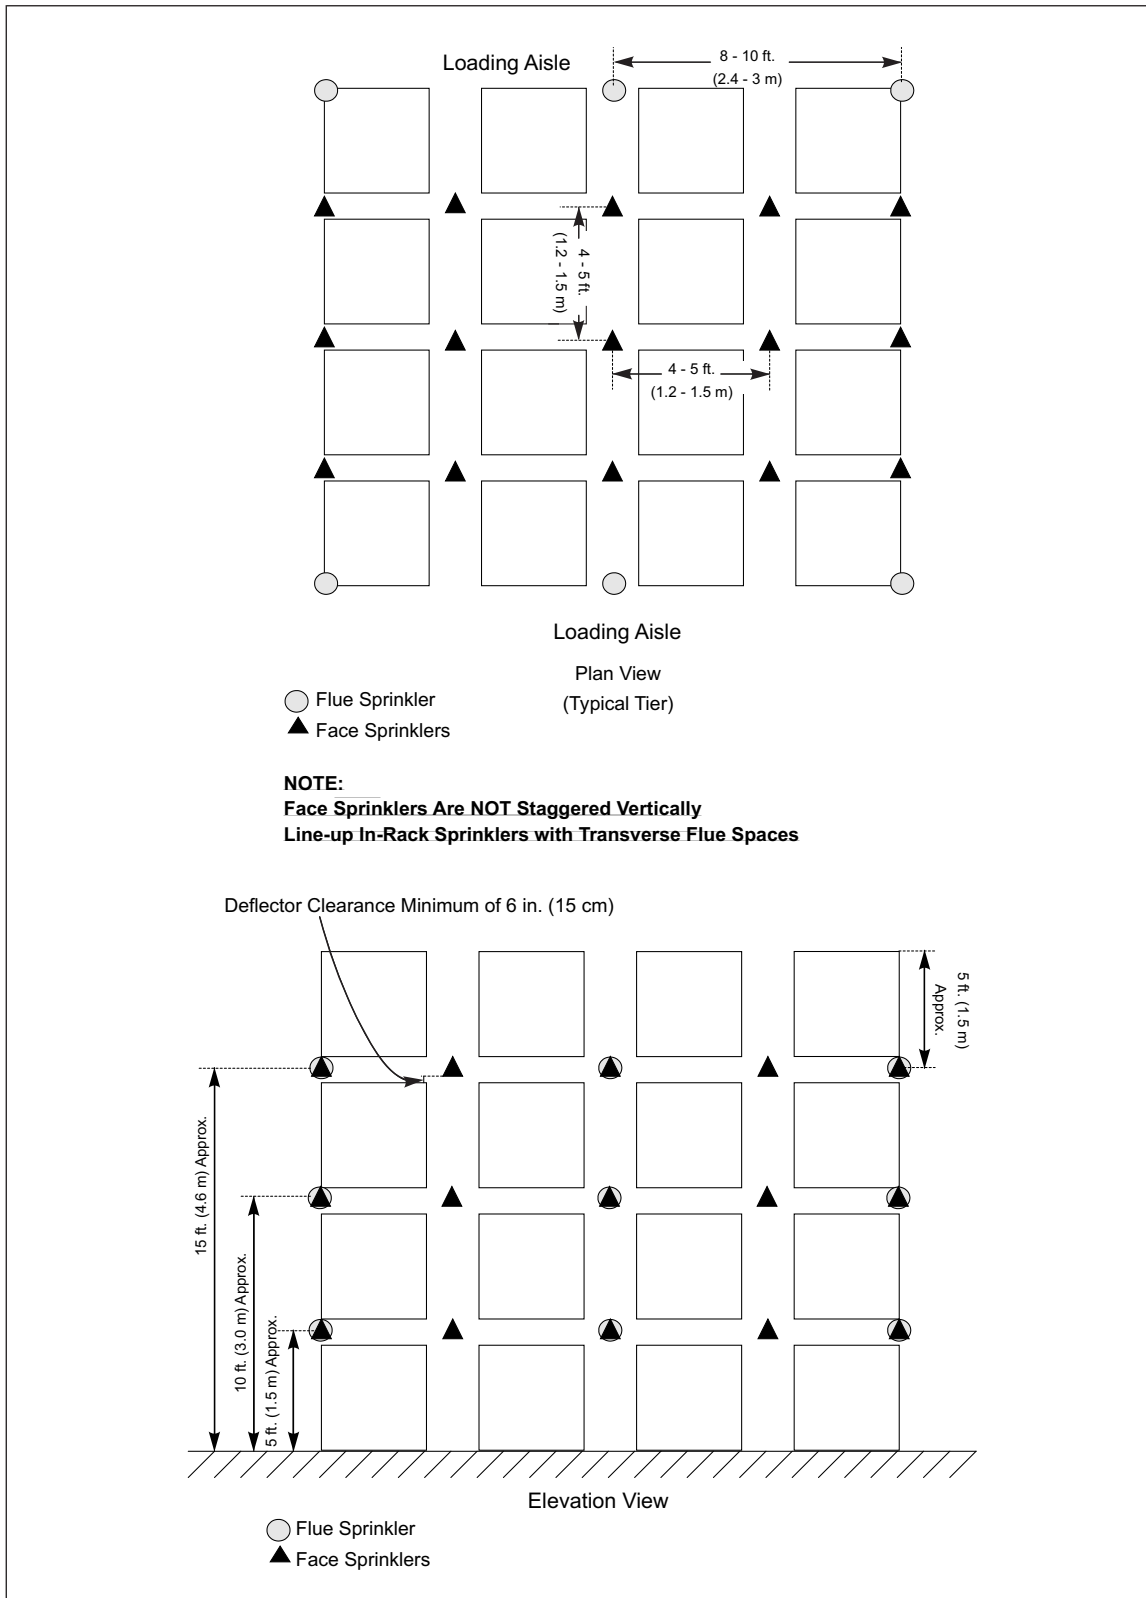 Loading Aisle
8 - 10 ft.
(2.4 - 3 m)
4 - 5 ft.
(1.2 - 1.5 m)
4 - 5 ft.
(1.2 - 1.5 m)
Loading Aisle
Plan View
(Typical Tier)
Flue Sprinkler
Face Sprinklers
NOTE:
Face Sprinklers Are NOT Staggered Vertically
Line-up In-Rack Sprinklers with Transverse Flue Spaces
Deflector Clearance Minimum of 6 in. (15 cm)
5 ft. (1.5 m)
Approx.
15 ft. (4.6 m) Approx.
10 ft. (3.0 m) Approx.
5 ft. (1.5 m) Approx.
Elevation View
Flue Sprinkler
Face Sprinklers